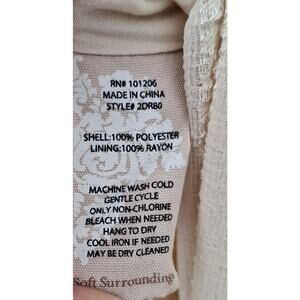 RN# 101206
MADE IN CHINA
STYLE# 2DR80
SHELL:100% POLYESTER
LINING:100% RAYON
MACHINE WASH COLD
GENTLE CYCLE
ONLY NON-CHLORINE
BLEACH WHEN NEEDED
HANG TO DRY
COOL IRON IF NEEDED
MAY BE DRY CLEANED
Soft Surroundings